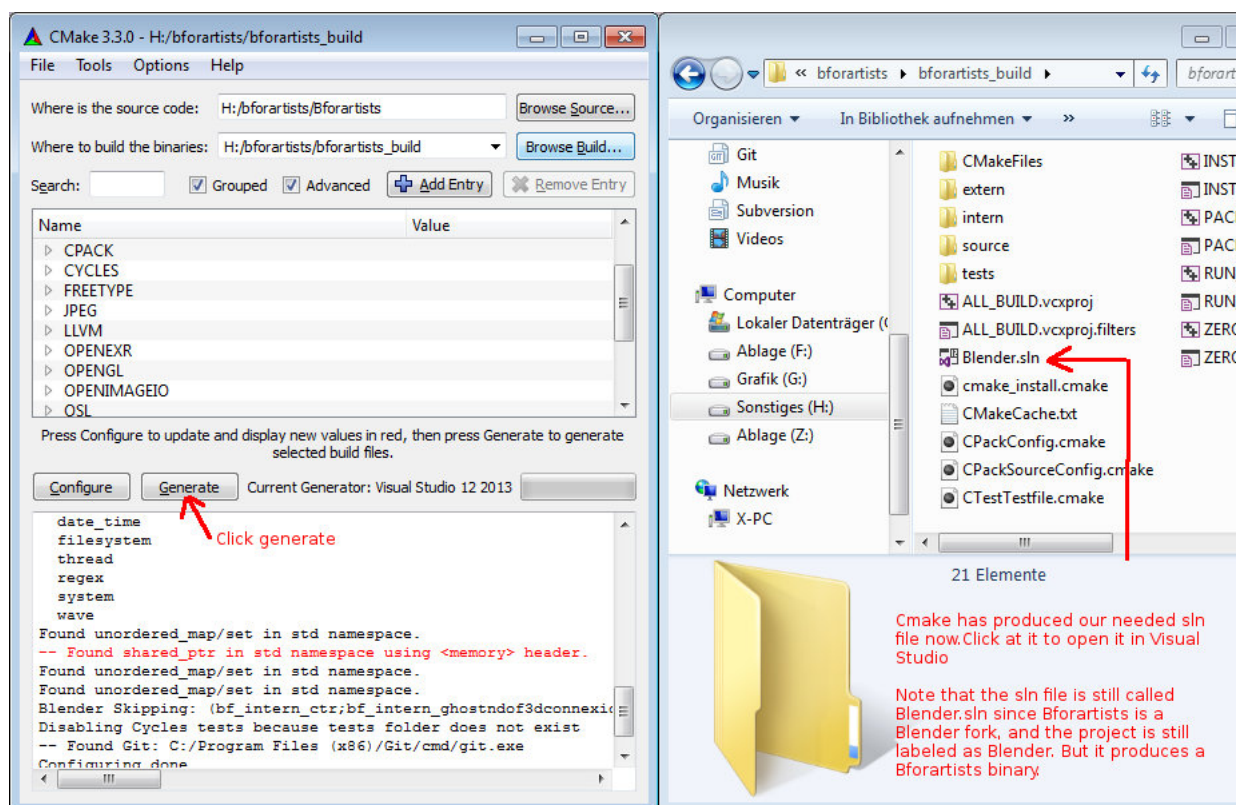 CMake 3.3.0 - H:/bforartists/bforartists_build
File Tools Options Help
Where is the source code: H:/bforartists/Bforartists Browse Source...
Where to build the binaries: H:/bforartists/bforartists_build Browse Build...
Search: Grouped Advanced Add Entry Remove Entry
Name Value
CPACK
CYCLES
FREETYPE
JPEG
LLVM
OPENEXR
OPENGL
OPENIMAGEIO
OSL
Press Configure to update and display new values in red, then press Generate to generate
selected build files.
Configure Generate Current Generator: Visual Studio 12 2013
Click generate
date_time
filesystem
thread
regex
system
wave
Found unordered_map/set in std namespace.
-- Found shared_ptr in std namespace using <memory> header.
Found unordered_map/set in std namespace.
Found unordered_map/set in std namespace.
Blender Skipping: (bf_intern_ctr;bf_intern_ghostndof3dconnexi
Disabling Cycles tests because tests folder does not exist
-- Found Git: C:/Program Files (x86)/Git/cmd/git.exe
Configuring done
« bforartists bforartists_build bforart
Organisieren In Bibliothek aufnehmen »
Git
Musik
Subversion
Videos
Computer
Lokaler Datenträger (
Ablage (F:)
Grafik (G:)
Sonstiges (H:)
Ablage (Z:)
Netzwerk
X-PC
CMakeFiles
extern
intern
source
tests
ALL_BUILD.vcxproj
ALL_BUILD.vcxproj.filters
Blender.sln
cmake_install.cmake
CMakeCache.txt
CPackConfig.cmake
CPackSourceConfig.cmake
CTestTestfile.cmake
INST
INST
PAC
PAC
RUN
RUN
ZERO
ZERO
21 Elemente
Cmake has produced our needed sln
file now.Click at it to open it in Visual
Studio
Note that the sln file is still called
Blender.sln since Bforartists is a
Blender fork, and the project is still
labeled as Blender. But it produces a
Bforartists binary.